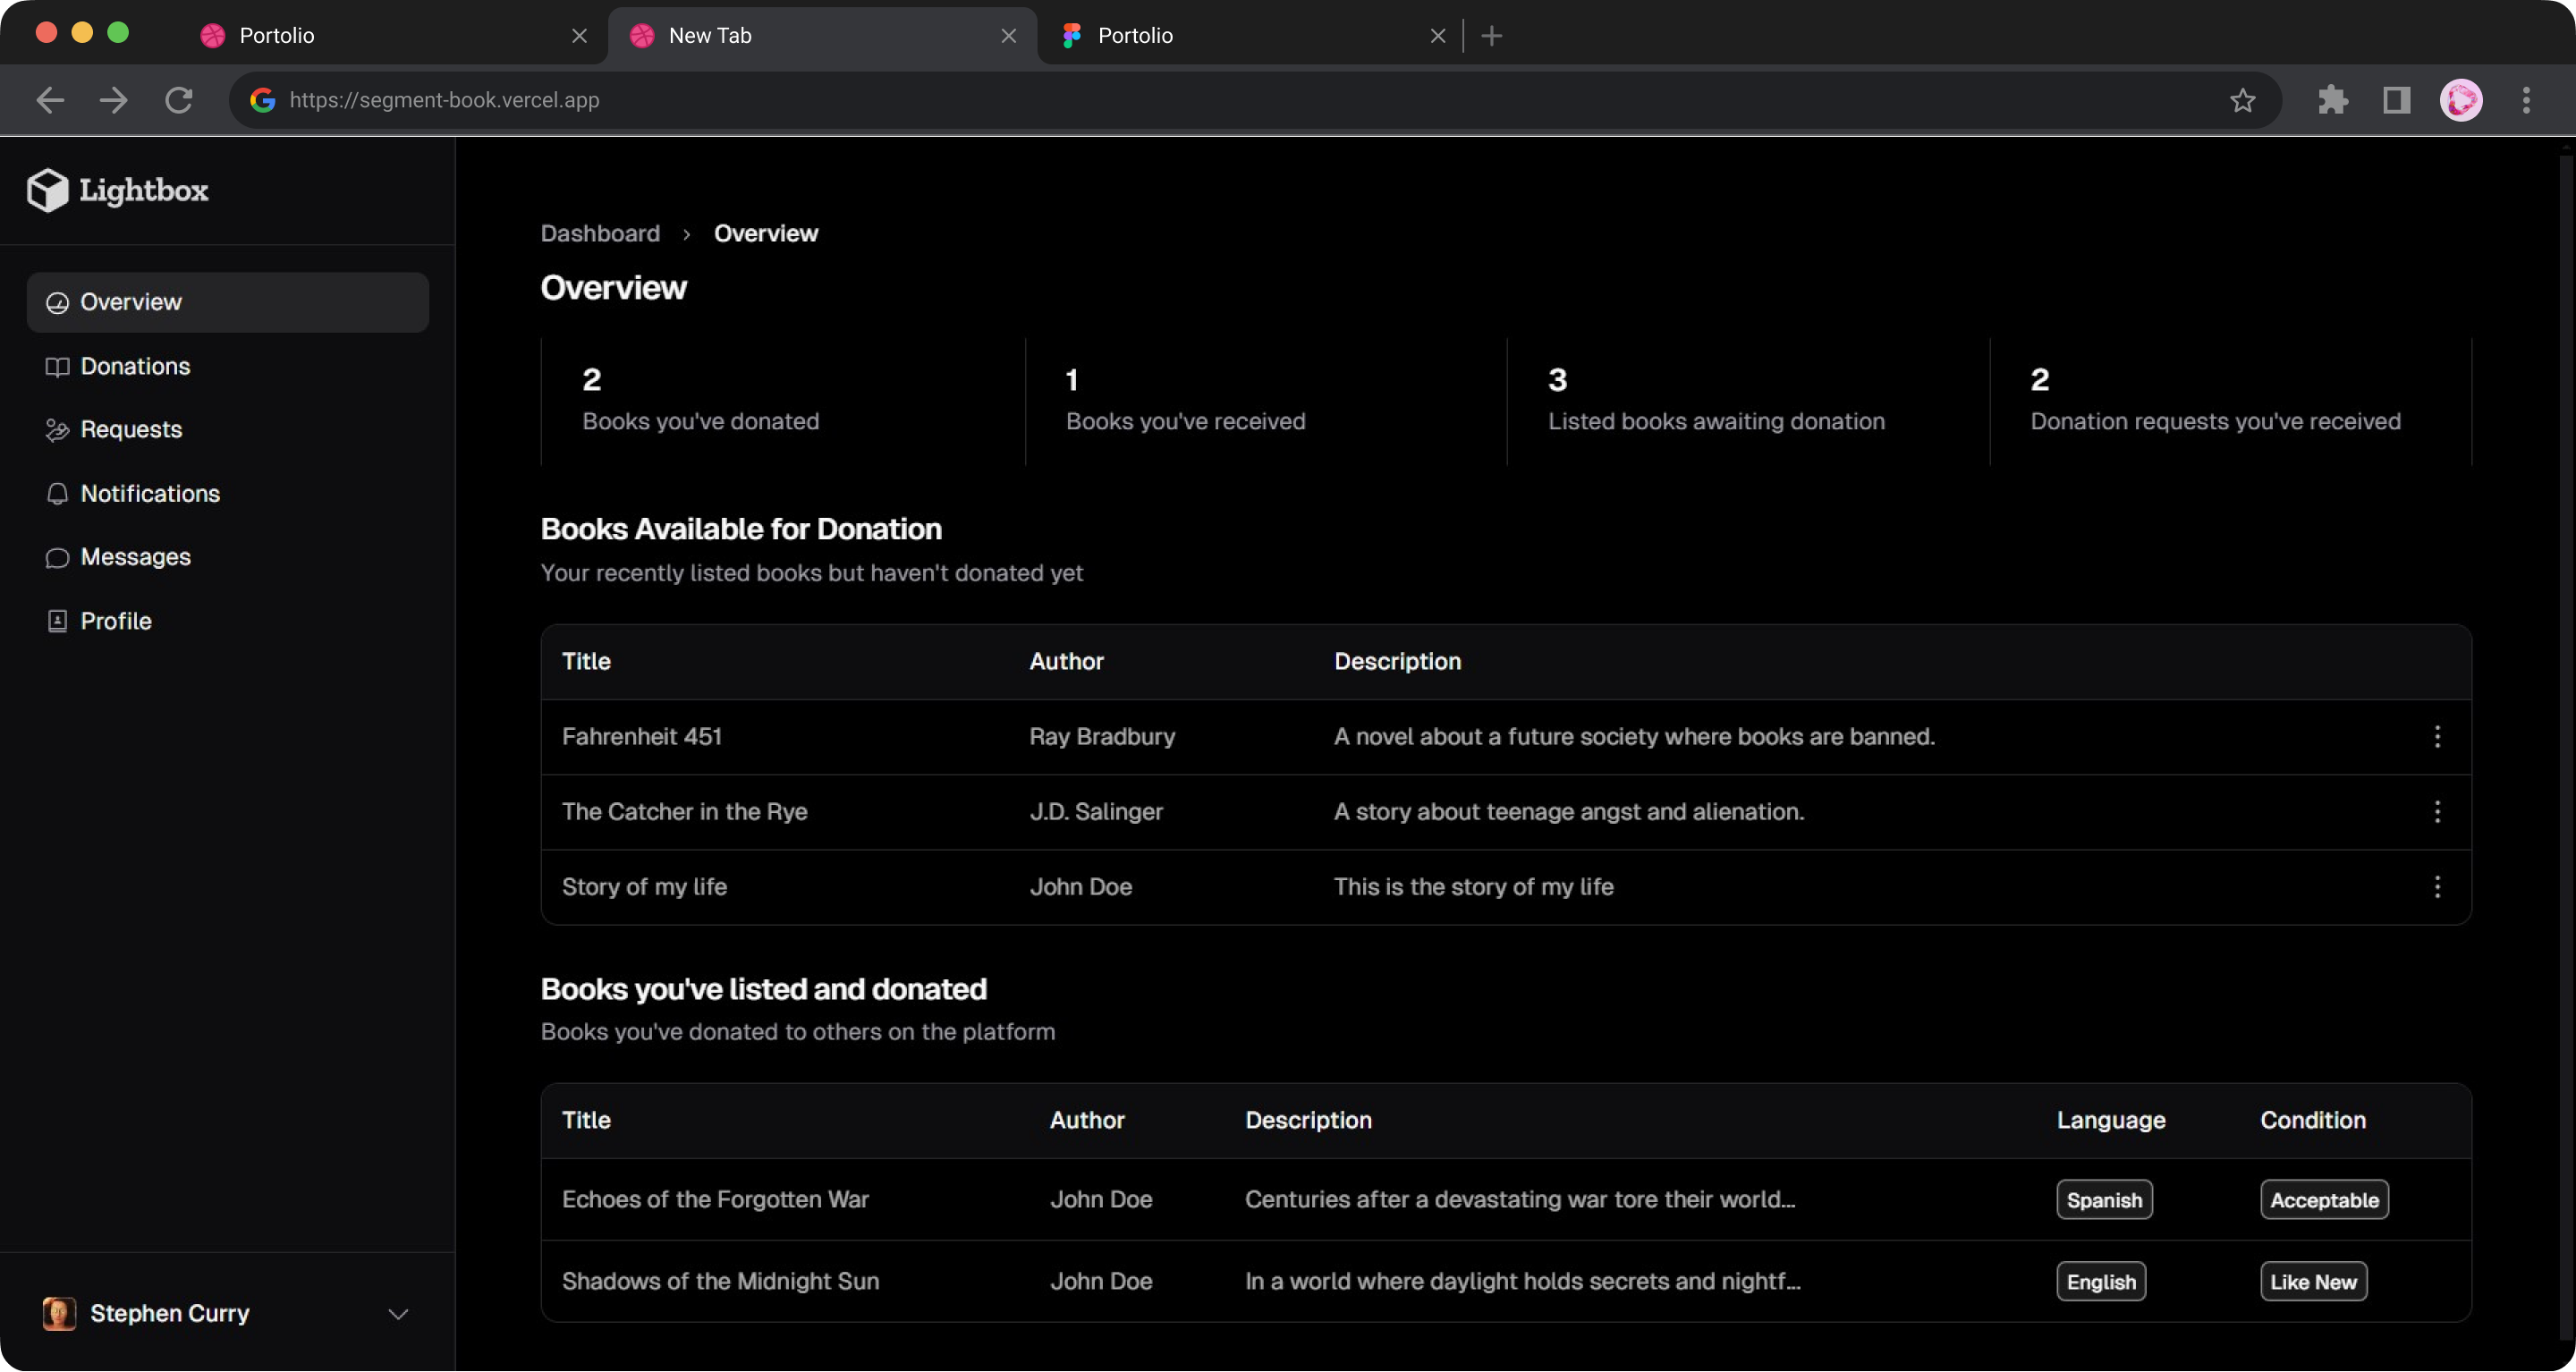 Portolio
New Tab
Portolio
https://segment-book.vercel.app
Lightbox
Overview
Donations
Requests
Notifications
Messages
Profile
Stephen Curry
Dashboard › Overview
Overview
2
Books you've donated
1
Books you've received
3
Listed books awaiting donation
2
Donation requests you've received
Books Available for Donation
Your recently listed books but haven't donated yet
Title Author Description
Fahrenheit 451 Ray Bradbury A novel about a future society where books are banned.
The Catcher in the Rye J.D. Salinger A story about teenage angst and alienation.
Story of my life John Doe This is the story of my life
Books you've listed and donated
Books you've donated to others on the platform
Title Author Description Language Condition
Echoes of the Forgotten War John Doe Centuries after a devastating war tore their world... Spanish Acceptable
Shadows of the Midnight Sun John Doe In a world where daylight holds secrets and nightf... English Like New